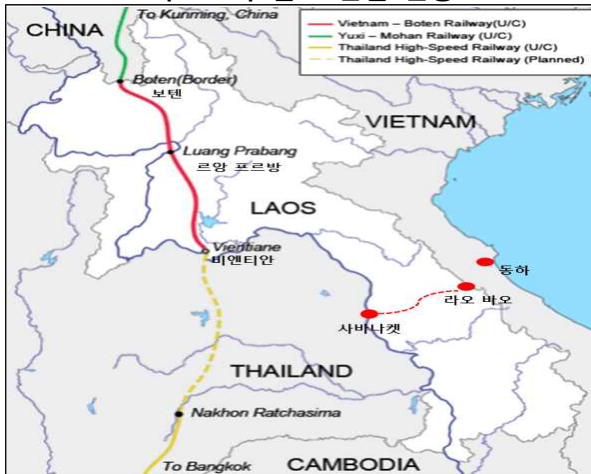 To Kunming, China
CHINA
Vietnam – Boten Railway(U/C)
Yuxi – Mohan Railway (U/C)
Thailand High-Speed Railway (U/C)
Thailand High-Speed Railway (Planned)
Boten(Border)
보텐
VIETNAM
Luang Prabang
르앙 프르방
LAOS
Vientiane
비엔티안
동하
라오 바오
사바나켓
THAILAND
Nakhon Ratchasima
To Bangkok
CAMBODIA